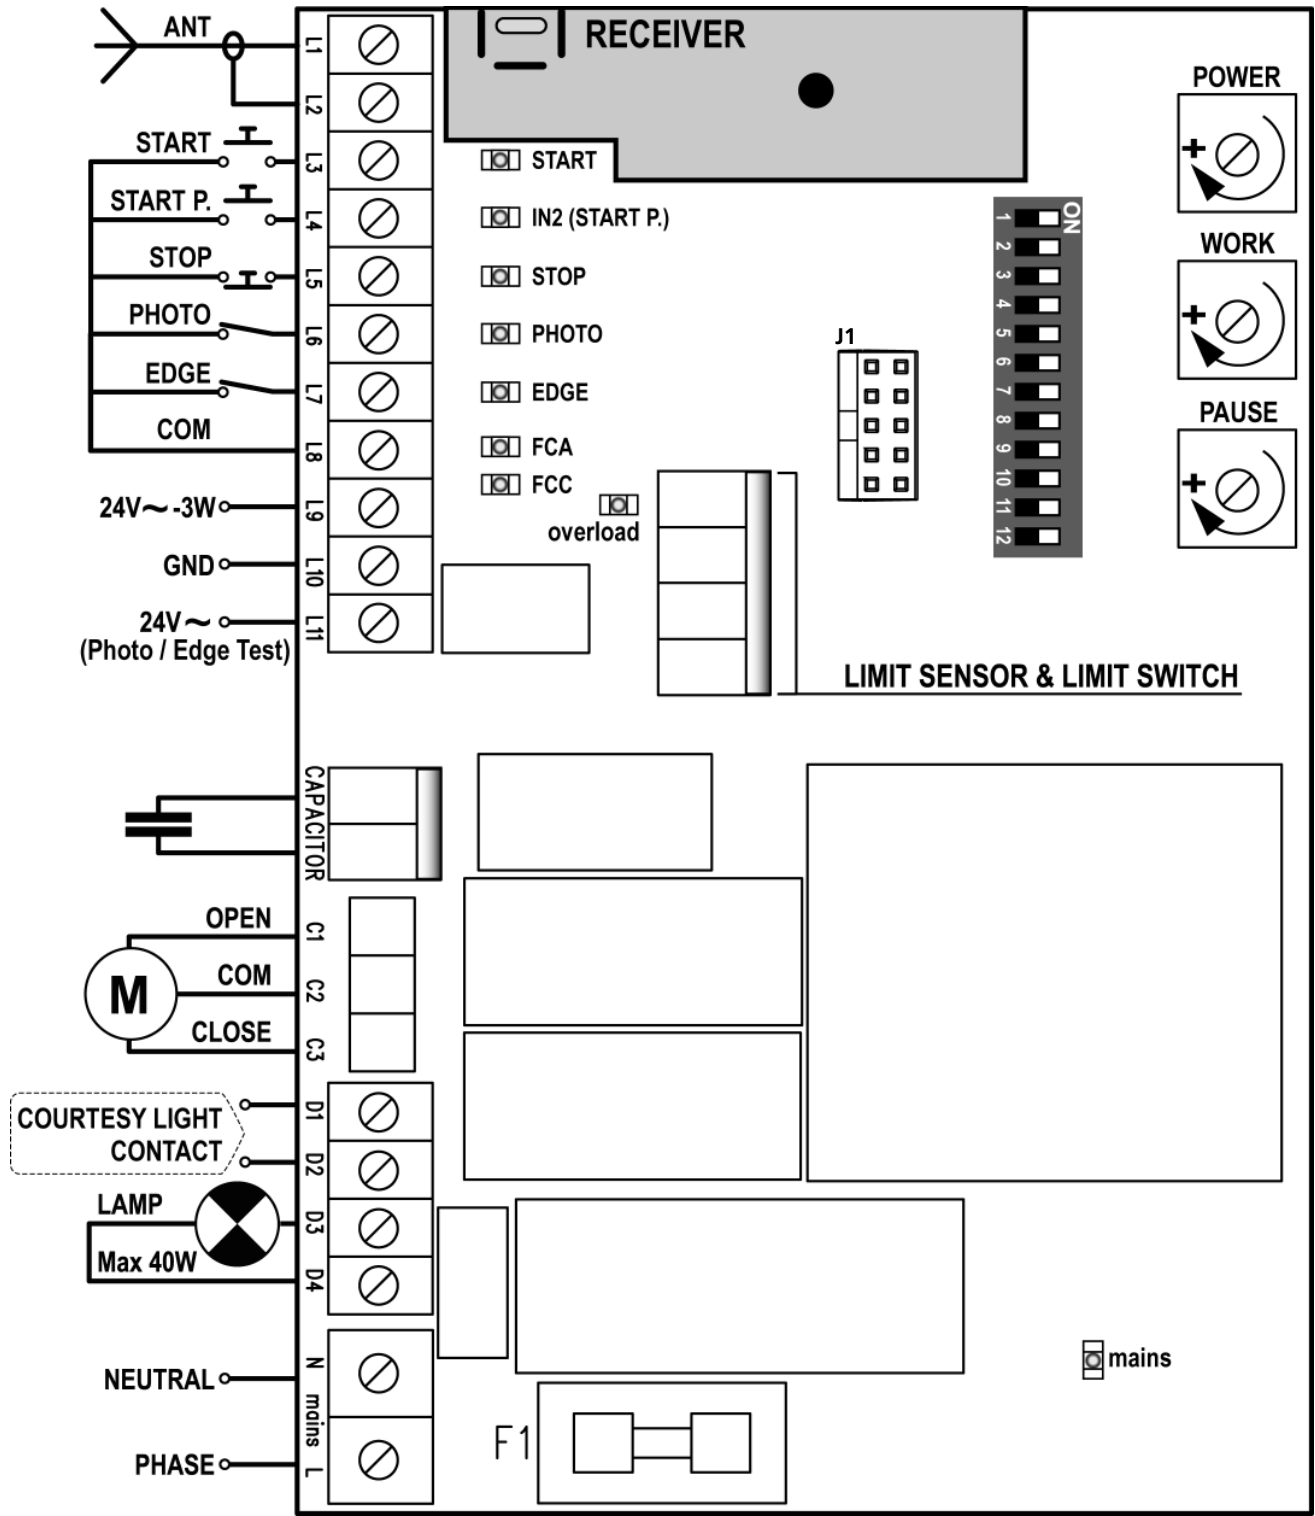 ANT
L1
L2
START
L3
START P.
L4
STOP
L5
PHOTO
L6
EDGE
L7
COM
L8
24V～ -3W
L9
GND
L10
24V～
(Photo / Edge Test)
L11
RECEIVER
START
IN2 (START P.)
STOP
PHOTO
EDGE
FCA
FCC
overload
J1
ON
1
2
3
4
5
6
7
8
9
10
11
12
POWER
+
WORK
+
PAUSE
+
LIMIT SENSOR & LIMIT SWITCH
CAPACITOR
OPEN
C1
M
COM
C2
CLOSE
C3
COURTESY LIGHT
CONTACT
D1
D2
LAMP
D3
Max 40W
D4
NEUTRAL
N
mains
PHASE
L
F1
mains